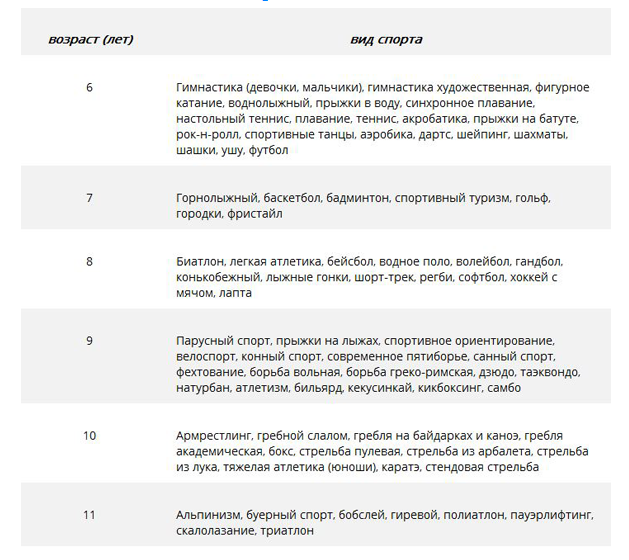 возраст (лет) вид спорта
6 Гимнастика (девочки, мальчики), гимнастика художественная, фигурное
катание, воднолыжный, прыжки в воду, синхронное плавание,
настольный теннис, плавание, теннис, акробатика, прыжки на батуте,
рок-н-ролл, спортивные танцы, аэробика, дартс, шейпинг, шахматы,
шашки, ушу, футбол
7 Горнолыжный, баскетбол, бадминтон, спортивный туризм, гольф,
городки, фристайл
8 Биатлон, легкая атлетика, бейсбол, водное поло, волейбол, гандбол,
конькобежный, лыжные гонки, шорт-трек, регби, софтбол, хоккей с
мячом, лапта
9 Парусный спорт, прыжки на лыжах, спортивное ориентирование,
велоспорт, конный спорт, современное пятиборье, санный спорт,
фехтование, борьба вольная, борьба греко-римская, дзюдо, таэквондо,
натурбан, атлетизм, бильярд, кекусинкай, кикбоксинг, самбо
10 Армрестлинг, гребной слалом, гребля на байдарках и каноэ, гребля
академическая, бокс, стрельба пулевая, стрельба из арбалета, стрельба
из лука, тяжелая атлетика (юноши), каратэ, стендовая стрельба
11 Альпинизм, буерный спорт, бобслей, гиревой, полиатлон, пауэрлифтинг,
скалолазание, триатлон